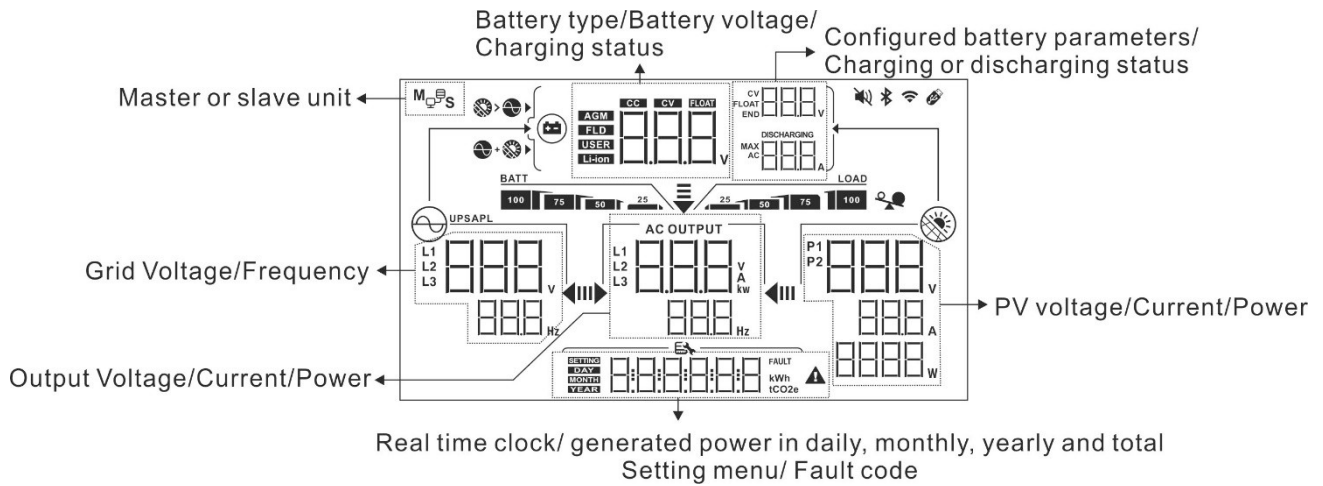 Battery type/Battery voltage/
Charging status
Configured battery parameters/
Charging or discharging status
Master or slave unit
M S
CC CV FLOAT
AGM
FLD
USER
Li-ion
V
CV
FLOAT
END
V
DISCHARGING
MAX
AC
A
BATT
LOAD
100 75 50 25
25 50 75 100
UPSAPL
AC OUTPUT
L1
L2
L3
V
Hz
L1
L2
L3
V
A
kw
Hz
P1
P2
V
A
W
Grid Voltage/Frequency
PV voltage/Current/Power
Output Voltage/Current/Power
SETTING
DAY
MONTH
YEAR
FAULT
kWh
tCO2e
Real time clock/ generated power in daily, monthly, yearly and total
Setting menu/ Fault code